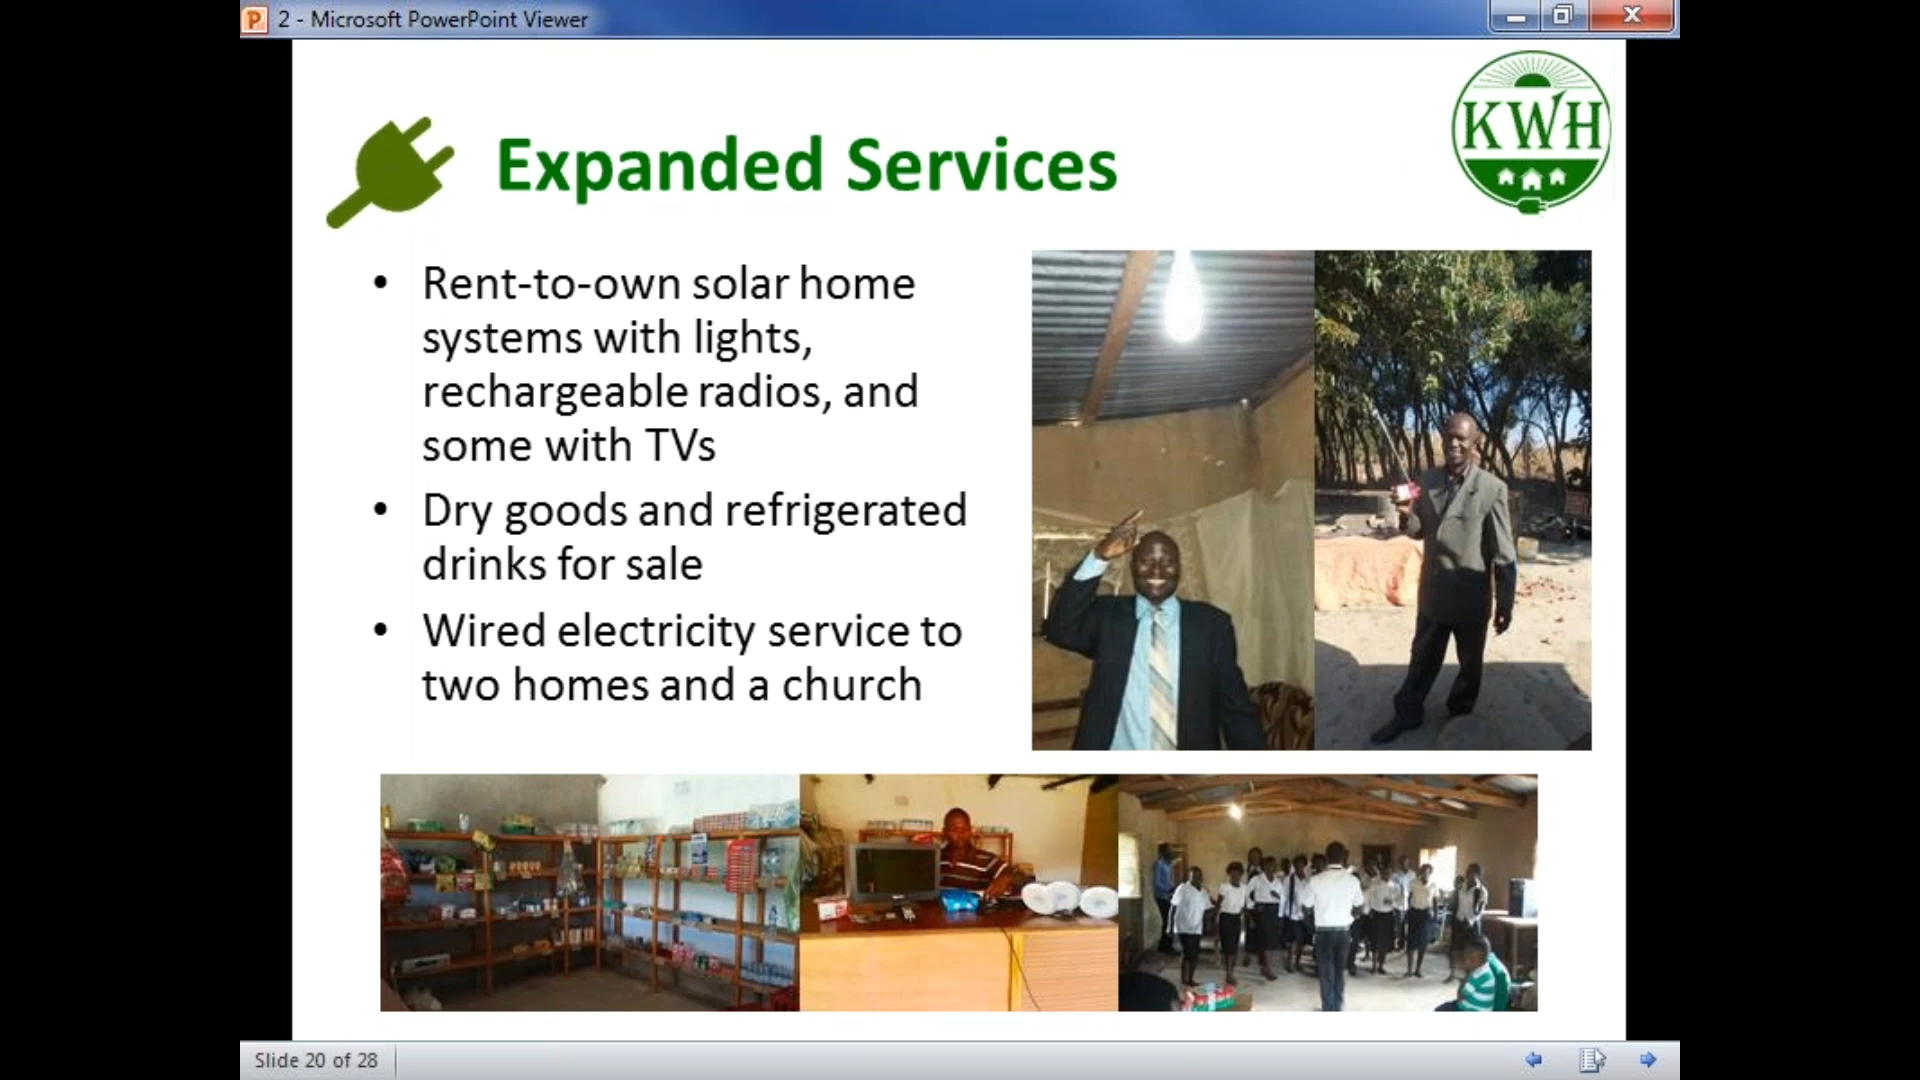 2 - Microsoft PowerPoint Viewer
KWH
Expanded Services
• Rent-to-own solar home
systems with lights,
rechargeable radios, and
some with TVs
• Dry goods and refrigerated
drinks for sale
• Wired electricity service to
two homes and a church
Slide 20 of 28